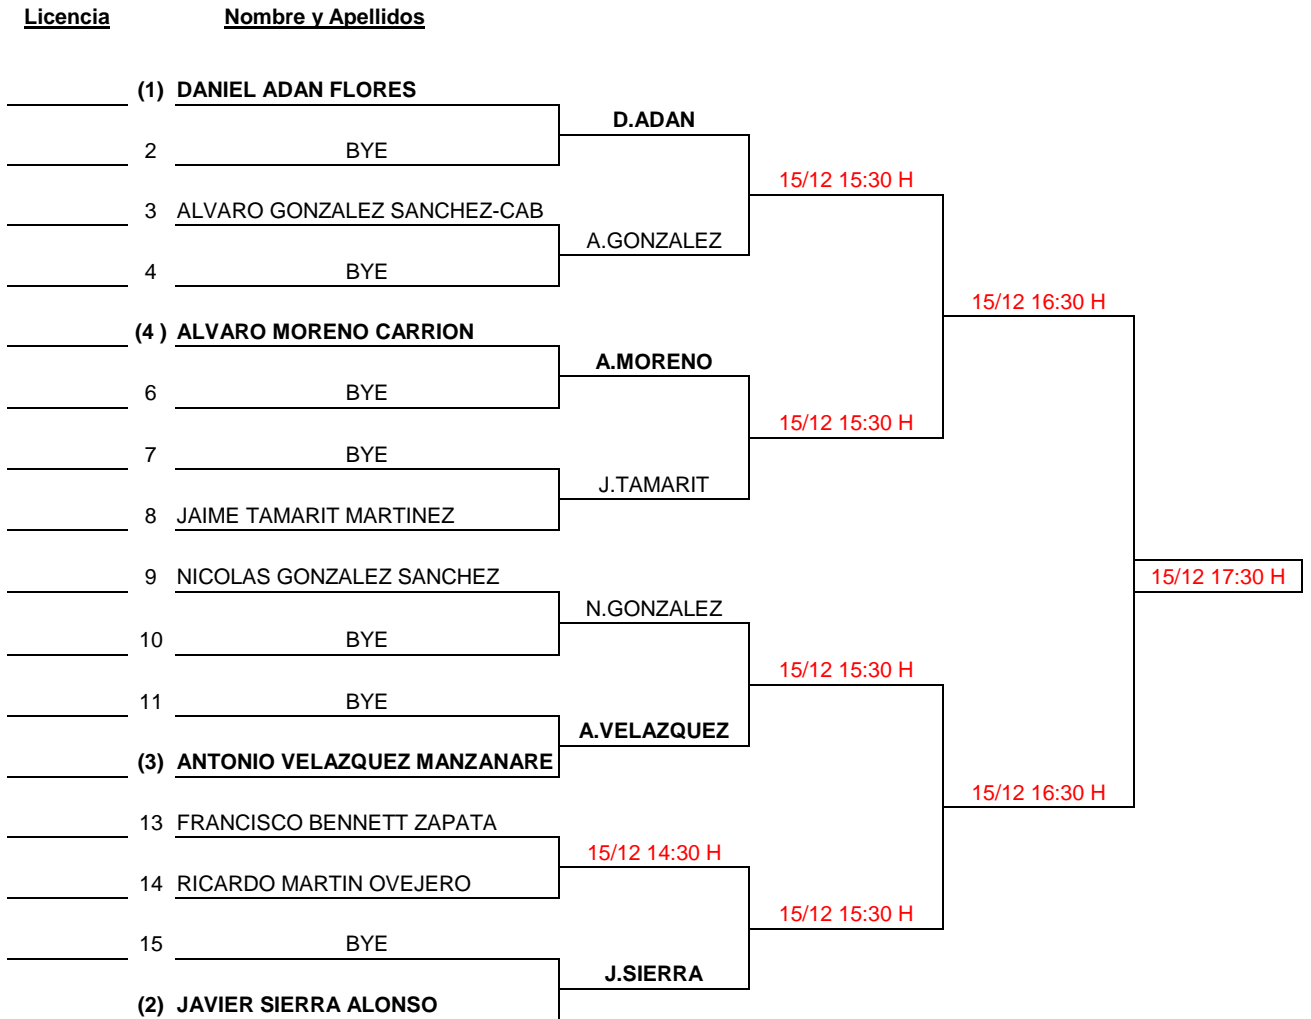 Licencia Nombre y Apellidos
(1) DANIEL ADAN FLORES
D.ADAN
2 BYE
15/12 15:30 H
3 ALVARO GONZALEZ SANCHEZ-CAB
A.GONZALEZ
4 BYE
15/12 16:30 H
(4 ) ALVARO MORENO CARRION
A.MORENO
6 BYE
15/12 15:30 H
7 BYE
J.TAMARIT
8 JAIME TAMARIT MARTINEZ
9 NICOLAS GONZALEZ SANCHEZ
15/12 17:30 H
N.GONZALEZ
10 BYE
15/12 15:30 H
11 BYE
A.VELAZQUEZ
(3) ANTONIO VELAZQUEZ MANZANARE
15/12 16:30 H
13 FRANCISCO BENNETT ZAPATA
15/12 14:30 H
14 RICARDO MARTIN OVEJERO
15/12 15:30 H
15 BYE
J.SIERRA
(2) JAVIER SIERRA ALONSO